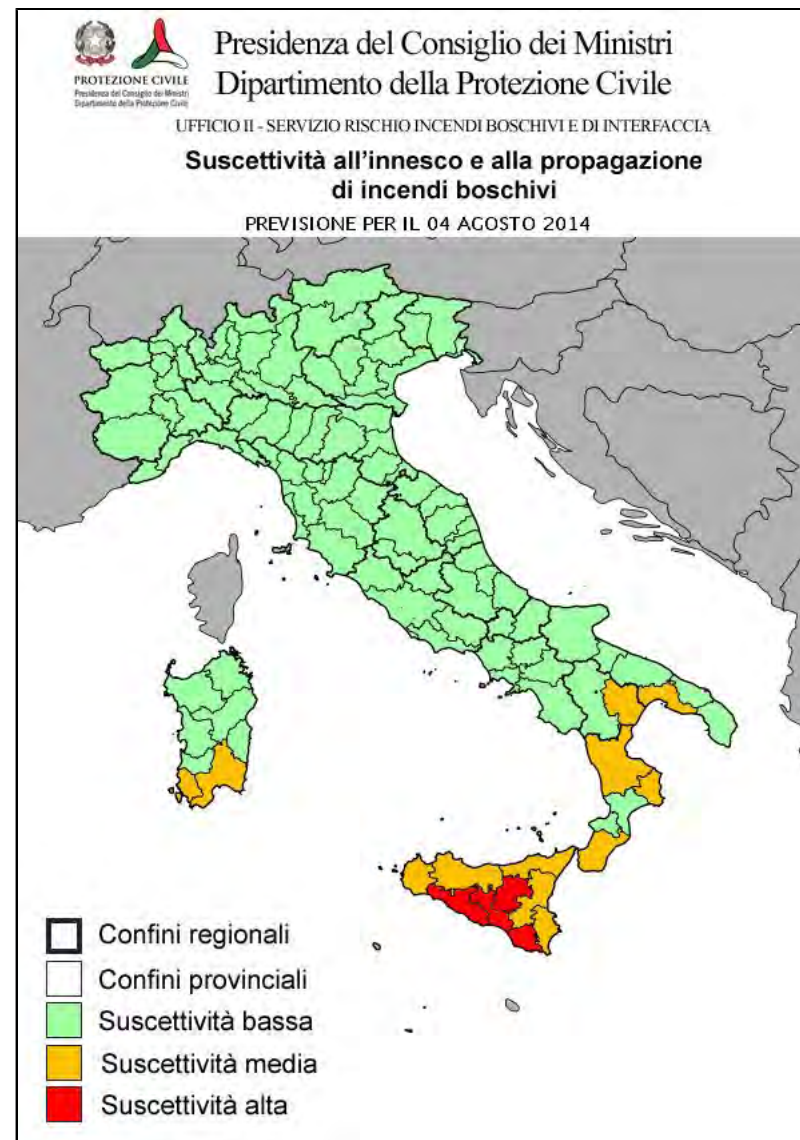 PROTEZIONE CIVILE
Presidenza del Consiglio dei Ministri
Dipartimento della Protezione Civile
Presidenza del Consiglio dei Ministri
Dipartimento della Protezione Civile
UFFICIO II - SERVIZIO RISCHIO INCENDI BOSCHIVI E DI INTERFACCIA
Suscettività all'innesco e alla propagazione
di incendi boschivi
PREVISIONE PER IL 04 AGOSTO 2014
Confini regionali
Confini provinciali
Suscettività bassa
Suscettività media
Suscettività alta